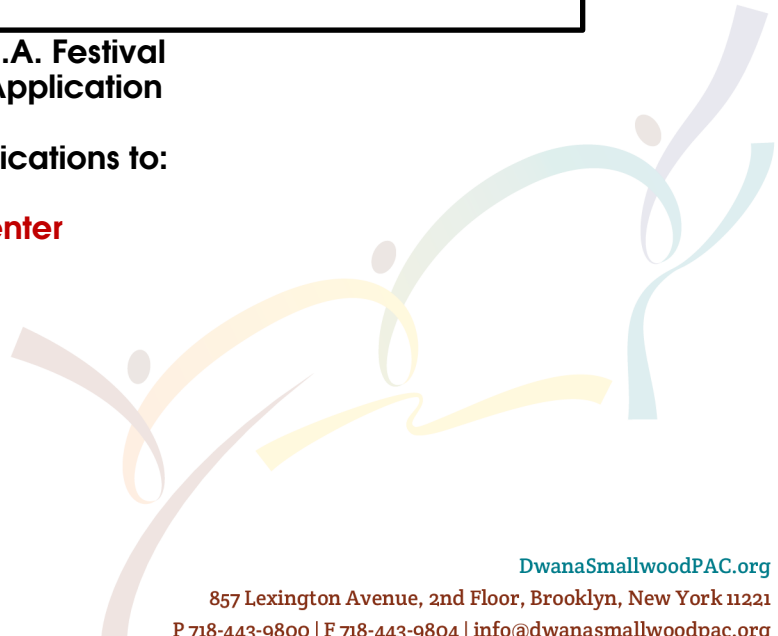 .A. Festival
Application
ications to:
enter
DwanaSmallwoodPAC.org
857 Lexington Avenue, 2nd Floor, Brooklyn, New York 11221
P 718-443-9800 | F 718-443-9804 | info@dwanasmallwoodpac.org